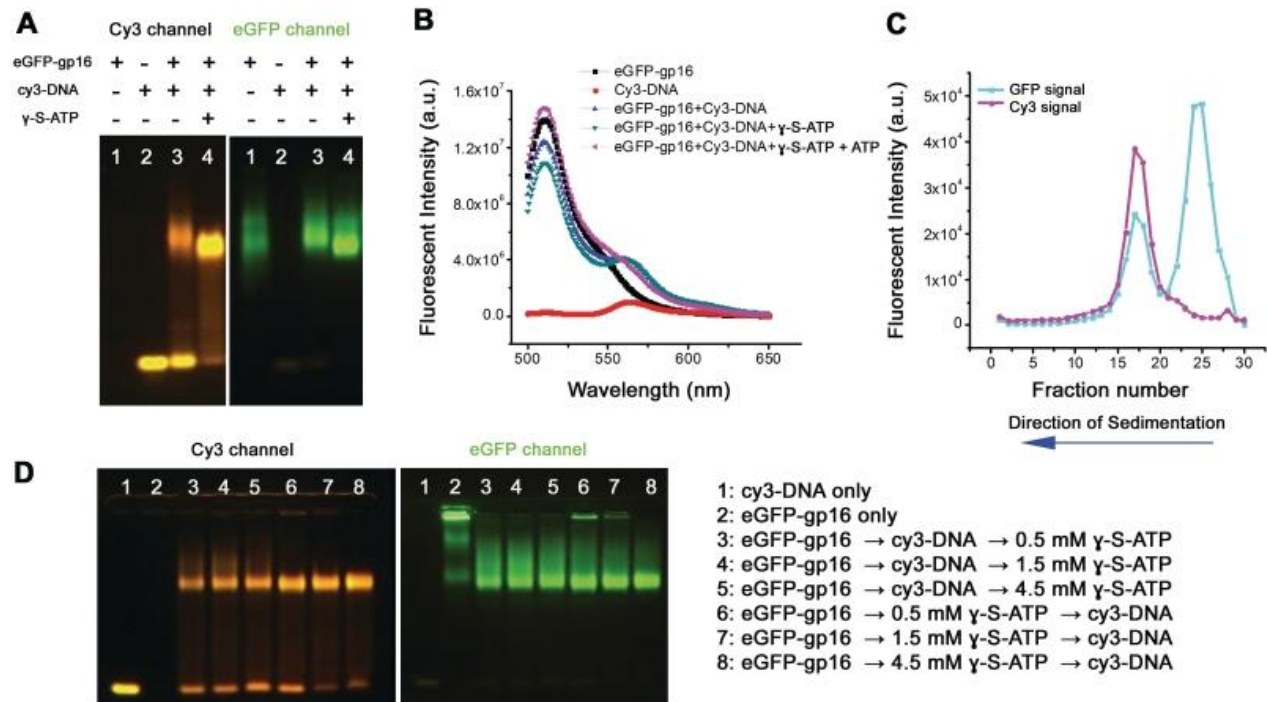 A
Cy3 channel eGFP channel
eGFP-gp16 + - + + + - + +
cy3-DNA - + + + - + + +
γ-S-ATP + +
1 2 3 4 1 2 3 4
B
eGFP-gp16
Cy3-DNA
eGFP-gp16+Cy3-DNA
eGFP-gp16+Cy3-DNA+ɣ-S-ATP
eGFP-gp16+Cy3-DNA+ɣ-S-ATP + ATP
Fluorescent Intensity (a.u.)
1.6x10⁷
1.2x10⁷
8.0x10⁶
4.0x10⁶
0.0
500 550 600 650
Wavelength (nm)
C
GFP signal
Cy3 signal
Fluorescent Intensity (a.u.)
5x10⁴
4x10⁴
3x10⁴
2x10⁴
1x10⁴
0
0 5 10 15 20 25 30
Fraction number
Direction of Sedimentation
D
Cy3 channel eGFP channel
1 2 3 4 5 6 7 8 1 2 3 4 5 6 7 8
1: cy3-DNA only
2: eGFP-gp16 only
3: eGFP-gp16 → cy3-DNA → 0.5 mM ɣ-S-ATP
4: eGFP-gp16 → cy3-DNA → 1.5 mM ɣ-S-ATP
5: eGFP-gp16 → cy3-DNA → 4.5 mM ɣ-S-ATP
6: eGFP-gp16 → 0.5 mM ɣ-S-ATP → cy3-DNA
7: eGFP-gp16 → 1.5 mM ɣ-S-ATP → cy3-DNA
8: eGFP-gp16 → 4.5 mM ɣ-S-ATP → cy3-DNA